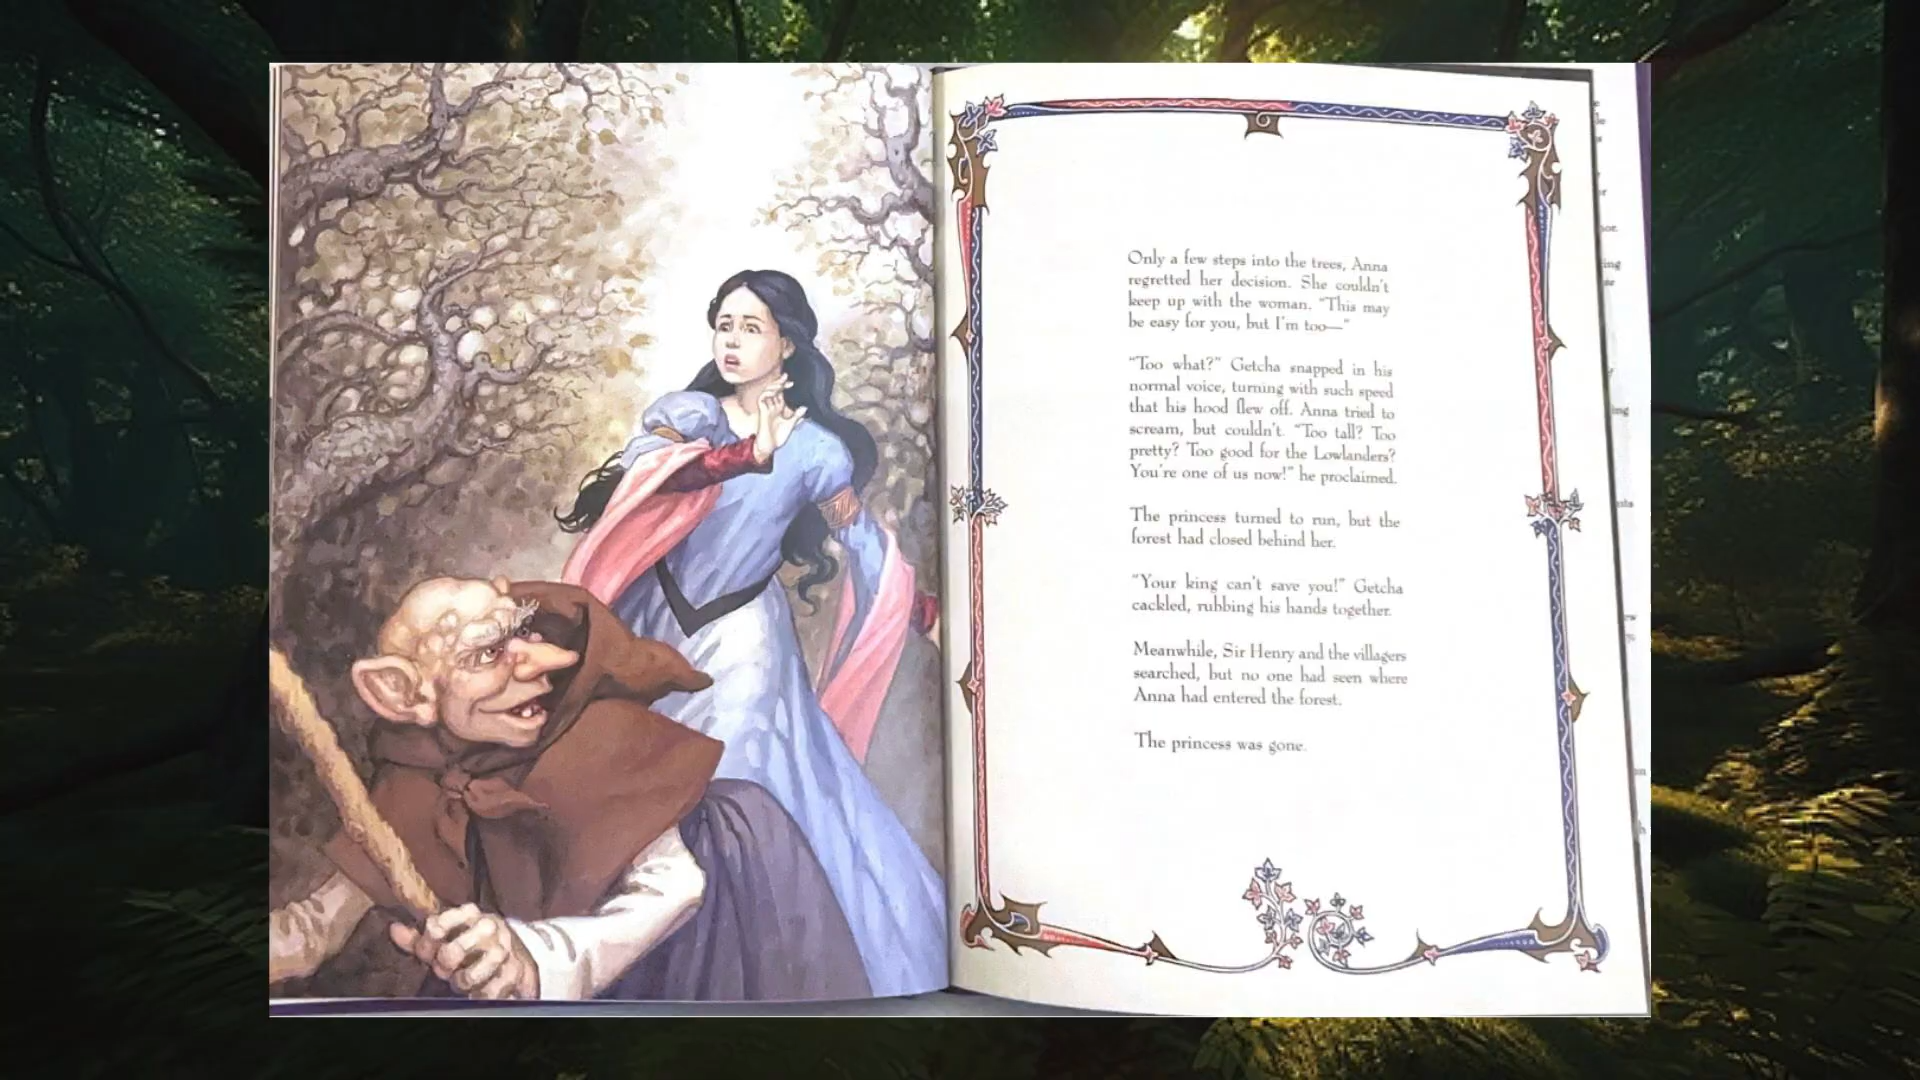 Only a few steps into the trees, Anna
regretted her decision. She couldn't
keep up with the woman. "This may
be easy for you, but I'm too—"
"Too what?" Getcha snapped in his
normal voice, turning with such speed
that his hood flew off. Anna tried to
scream, but couldn't. "Too tall? Too
pretty? Too good for the Lowlanders?
You're one of us now!" he proclaimed.
The princess turned to run, but the
forest had closed behind her.
"Your king can't save you!" Getcha
cackled, rubbing his hands together.
Meanwhile, Sir Henry and the villagers
searched, but no one had seen where
Anna had entered the forest.
The princess was gone.